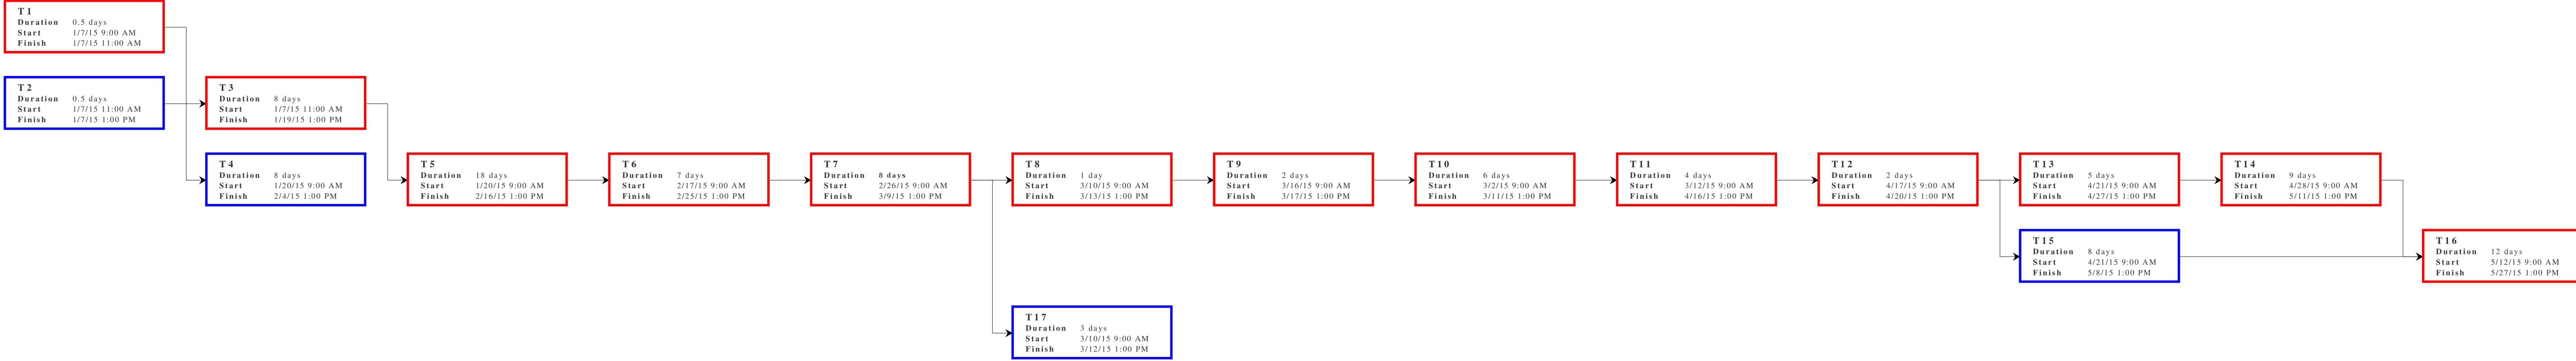 T1
Duration 0.5 days
Start 1/7/15 9:00 AM
Finish 1/7/15 11:00 AM
T2
Duration 0.5 days
Start 1/7/15 11:00 AM
Finish 1/7/15 1:00 PM
T3
Duration 8 days
Start 1/7/15 11:00 AM
Finish 1/19/15 1:00 PM
T4
Duration 8 days
Start 1/20/15 9:00 AM
Finish 2/4/15 1:00 PM
T5
Duration 18 days
Start 1/20/15 9:00 AM
Finish 2/16/15 1:00 PM
T6
Duration 7 days
Start 2/17/15 9:00 AM
Finish 2/25/15 1:00 PM
T7
Duration 8 days
Start 2/26/15 9:00 AM
Finish 3/9/15 1:00 PM
T8
Duration 1 day
Start 3/10/15 9:00 AM
Finish 3/13/15 1:00 PM
T9
Duration 2 days
Start 3/16/15 9:00 AM
Finish 3/17/15 1:00 PM
T10
Duration 6 days
Start 3/2/15 9:00 AM
Finish 3/11/15 1:00 PM
T11
Duration 4 days
Start 3/12/15 9:00 AM
Finish 4/16/15 1:00 PM
T12
Duration 2 days
Start 4/17/15 9:00 AM
Finish 4/20/15 1:00 PM
T13
Duration 5 days
Start 4/21/15 9:00 AM
Finish 4/27/15 1:00 PM
T14
Duration 9 days
Start 4/28/15 9:00 AM
Finish 5/11/15 1:00 PM
T15
Duration 8 days
Start 4/21/15 9:00 AM
Finish 5/8/15 1:00 PM
T16
Duration 12 days
Start 5/12/15 9:00 AM
Finish 5/27/15 1:00 PM
T17
Duration 3 days
Start 3/10/15 9:00 AM
Finish 3/12/15 1:00 PM